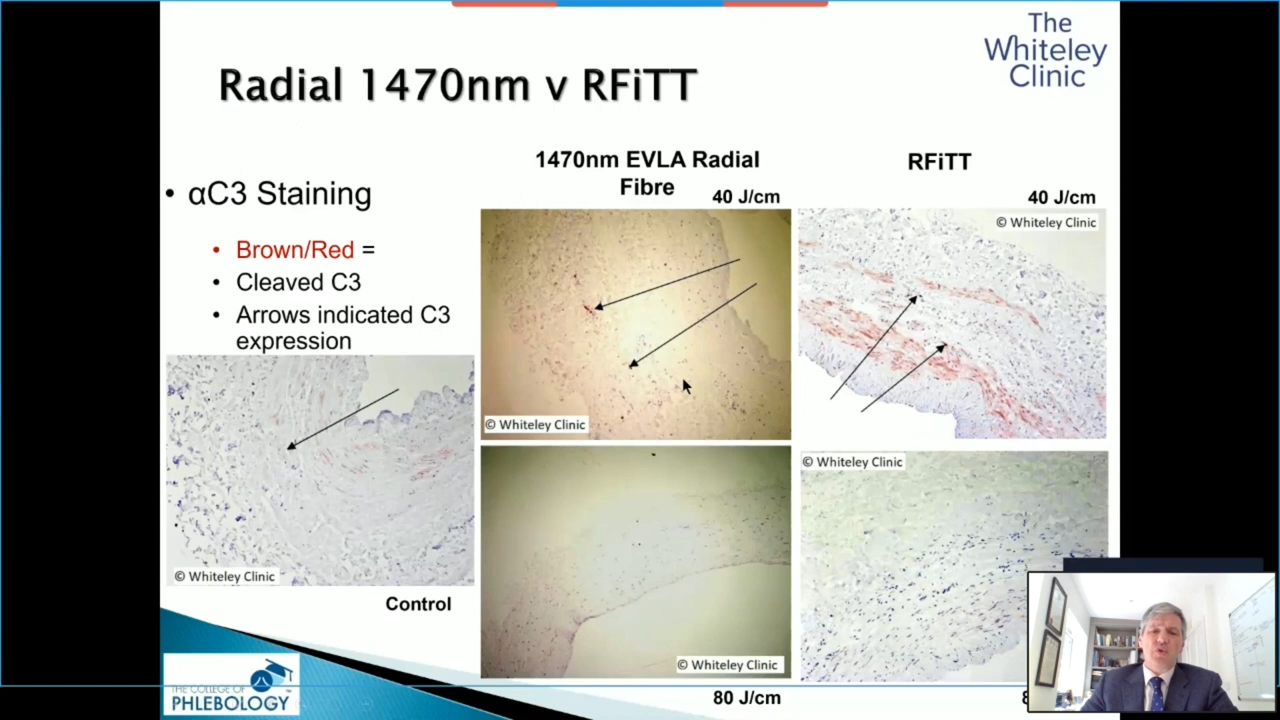 The
Whiteley
Clinic
Radial 1470nm v RFiTT
• αC3 Staining
• Brown/Red =
• Cleaved C3
• Arrows indicated C3
expression
1470nm EVLA Radial
Fibre
40 J/cm
RFiTT
40 J/cm
© Whiteley Clinic
© Whiteley Clinic
© Whiteley Clinic
© Whiteley Clinic
Control
© Whiteley Clinic
80 J/cm
THE COLLEGE OF
PHLEBOLOGY